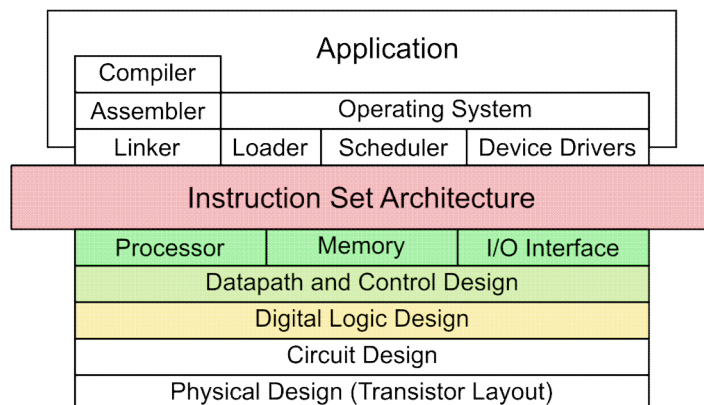 Application
Compiler
Assembler Operating System
Linker Loader Scheduler Device Drivers
Instruction Set Architecture
Processor Memory I/O Interface
Datapath and Control Design
Digital Logic Design
Circuit Design
Physical Design (Transistor Layout)